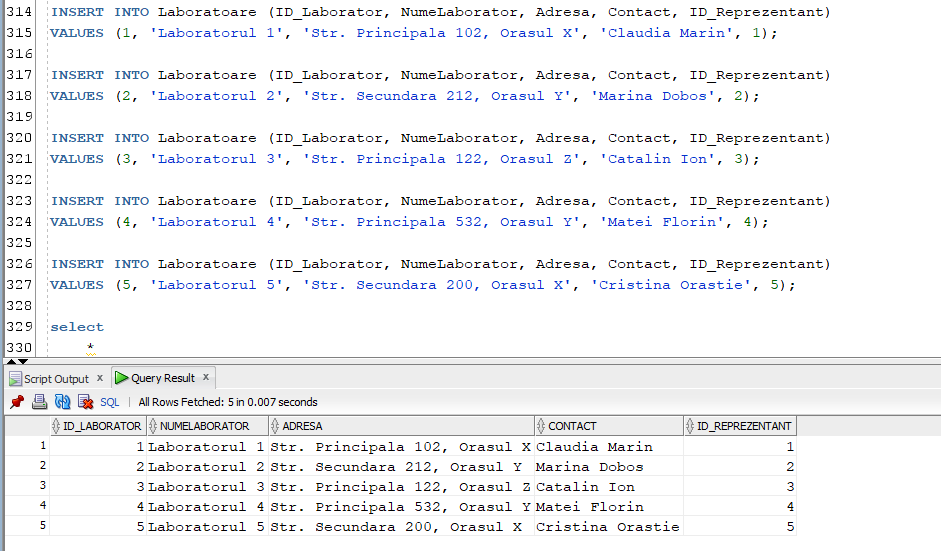 314 INSERT INTO Laboratoare (ID_Laborator, NumeLaborator, Adresa, Contact, ID_Reprezentant)
315 VALUES (1, 'Laboratorul 1', 'Str. Principala 102, Orasul X', 'Claudia Marin', 1);
316
317 INSERT INTO Laboratoare (ID_Laborator, NumeLaborator, Adresa, Contact, ID_Reprezentant)
318 VALUES (2, 'Laboratorul 2', 'Str. Secundara 212, Orasul Y', 'Marina Dobos', 2);
319
320 INSERT INTO Laboratoare (ID_Laborator, NumeLaborator, Adresa, Contact, ID_Reprezentant)
321 VALUES (3, 'Laboratorul 3', 'Str. Principala 122, Orasul Z', 'Catalin Ion', 3);
322
323 INSERT INTO Laboratoare (ID_Laborator, NumeLaborator, Adresa, Contact, ID_Reprezentant)
324 VALUES (4, 'Laboratorul 4', 'Str. Principala 532, Orasul Y', 'Matei Florin', 4);
325
326 INSERT INTO Laboratoare (ID_Laborator, NumeLaborator, Adresa, Contact, ID_Reprezentant)
327 VALUES (5, 'Laboratorul 5', 'Str. Secundara 200, Orasul X', 'Cristina Orastie', 5);
328
329 select
330 *
Script Output x Query Result x
SQL | All Rows Fetched: 5 in 0.007 seconds
ID_LABORATOR NUMELABORATOR ADRESA CONTACT ID_REPREZENTANT
1 1 Laboratorul 1 Str. Principala 102, Orasul X Claudia Marin 1
2 2 Laboratorul 2 Str. Secundara 212, Orasul Y Marina Dobos 2
3 3 Laboratorul 3 Str. Principala 122, Orasul Z Catalin Ion 3
4 4 Laboratorul 4 Str. Principala 532, Orasul Y Matei Florin 4
5 5 Laboratorul 5 Str. Secundara 200, Orasul X Cristina Orastie 5